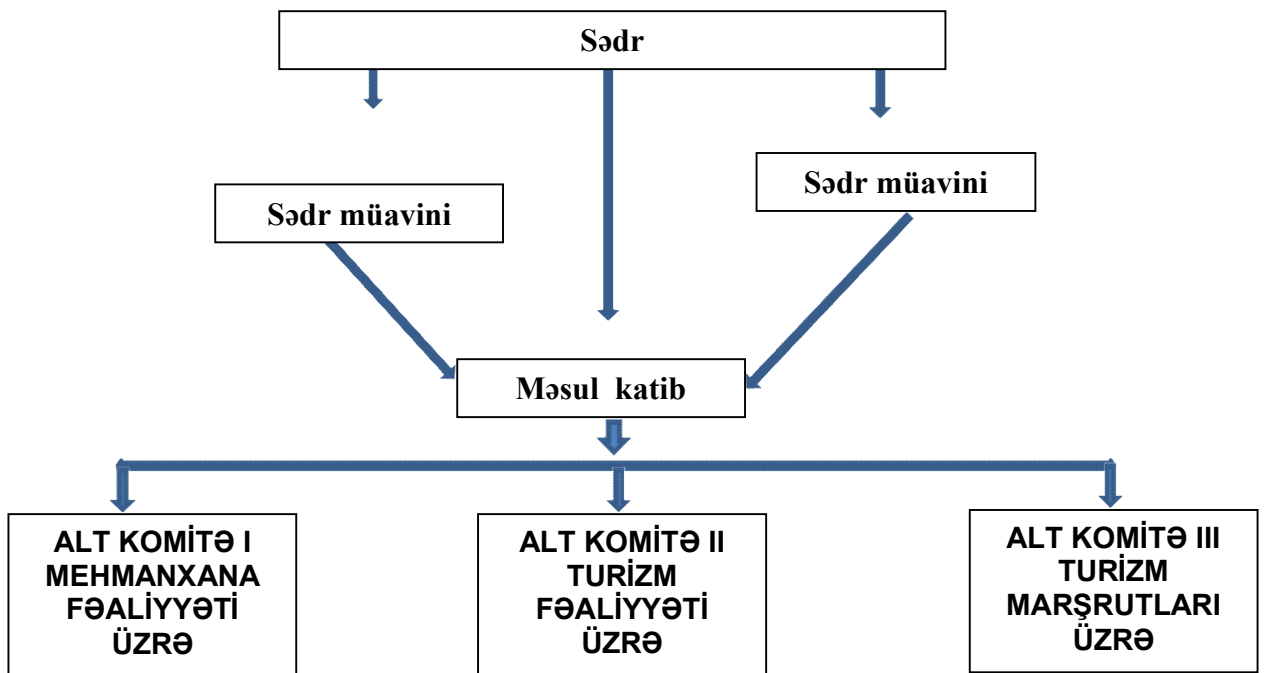 Sədr
Sədr müavini
Sədr müavini
Məsul katib
ALT KOMİTƏ I
MEHMANXANA
FƏALİYYƏTİ
ÜZRƏ
ALT KOMİTƏ II
TURİZM
FƏALİYYƏTİ
ÜZRƏ
ALT KOMİTƏ III
TURİZM
MARŞRUTLARI
ÜZRƏ